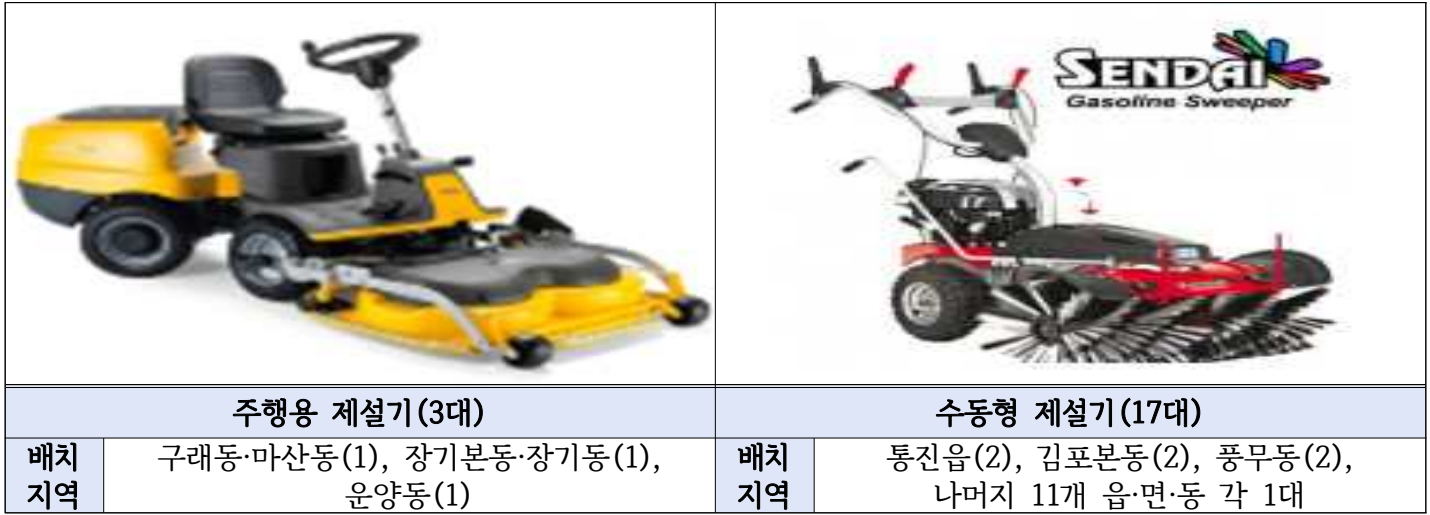 SENDAI
Gasoline Sweeper
주행용 제설기(3대)
수동형 제설기(17대)
배치
지역
구래동·마산동(1), 장기본동·장기동(1),
운양동(1)
배치
지역
통진읍(2), 김포본동(2), 풍무동(2),
나머지 11개 읍·면·동 각 1대